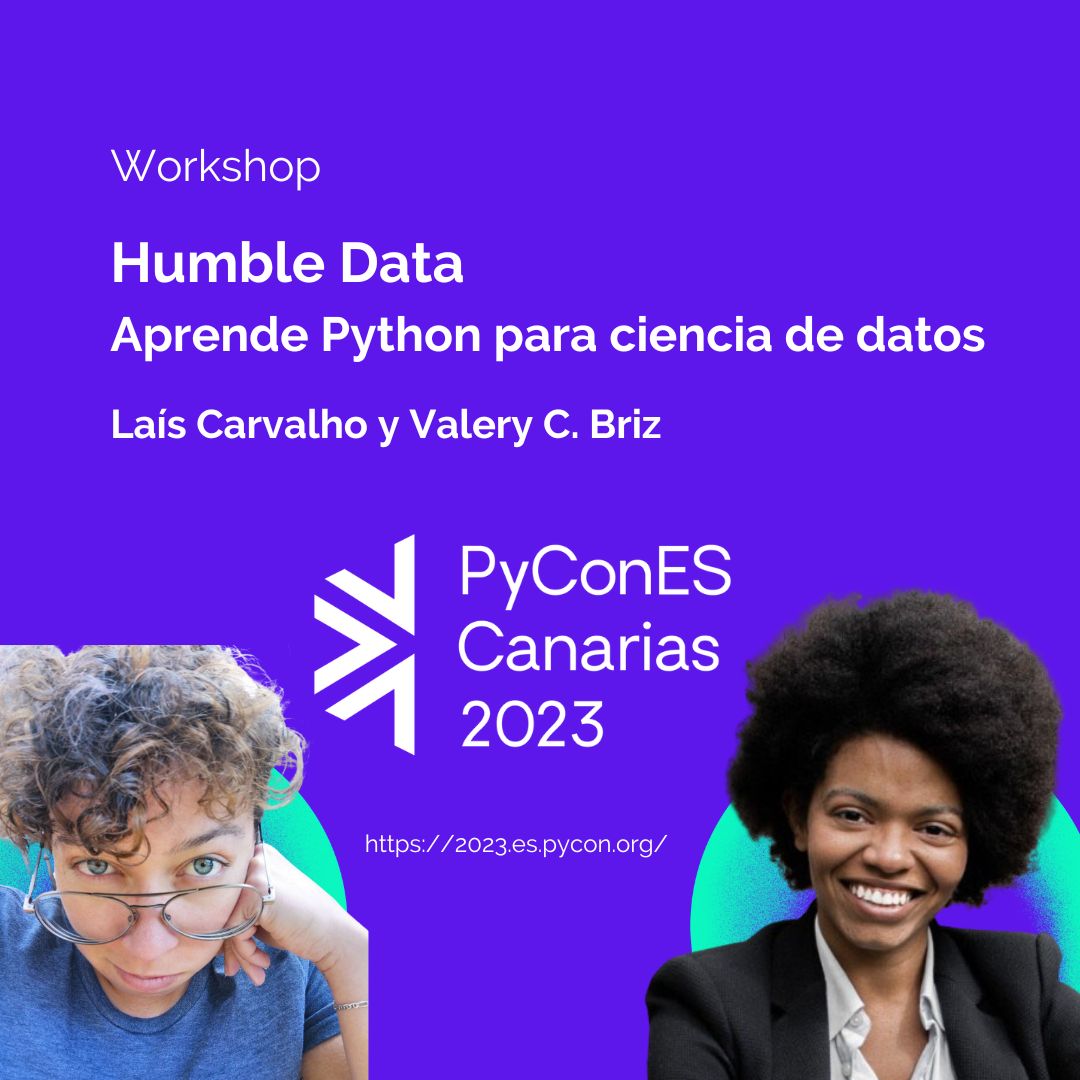 Workshop
Humble Data
Aprende Python para ciencia de datos
Laís Carvalho y Valery C. Briz
PyConES
Canarias
2023
https://2023.es.pycon.org/